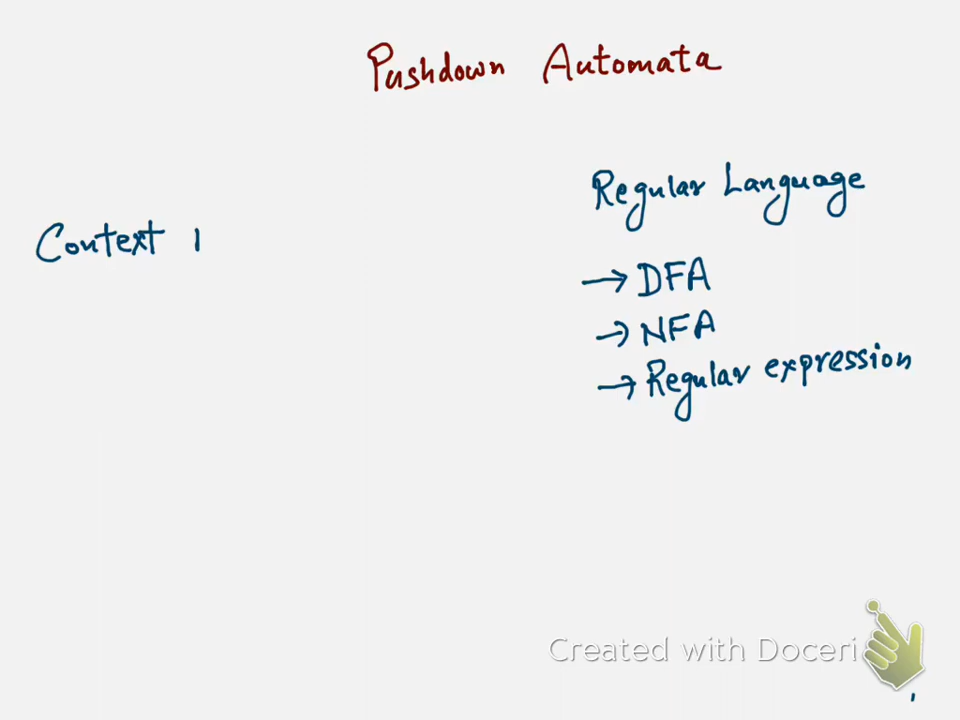 Pushdown Automata
Regular Language
Context
→ DFA
→ NFA
→ Regular expression
Created with Doceri